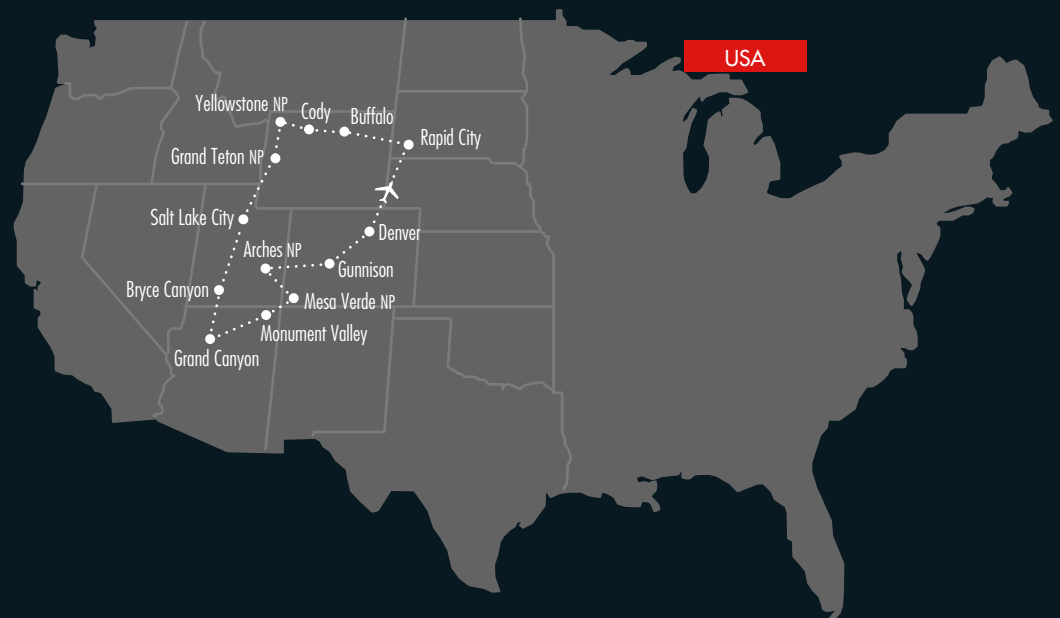 USA
Yellowstone NP
Cody
Buffalo
Rapid City
Grand Teton NP
Salt Lake City
Denver
Arches NP
Gunnison
Bryce Canyon
Mesa Verde NP
Monument Valley
Grand Canyon